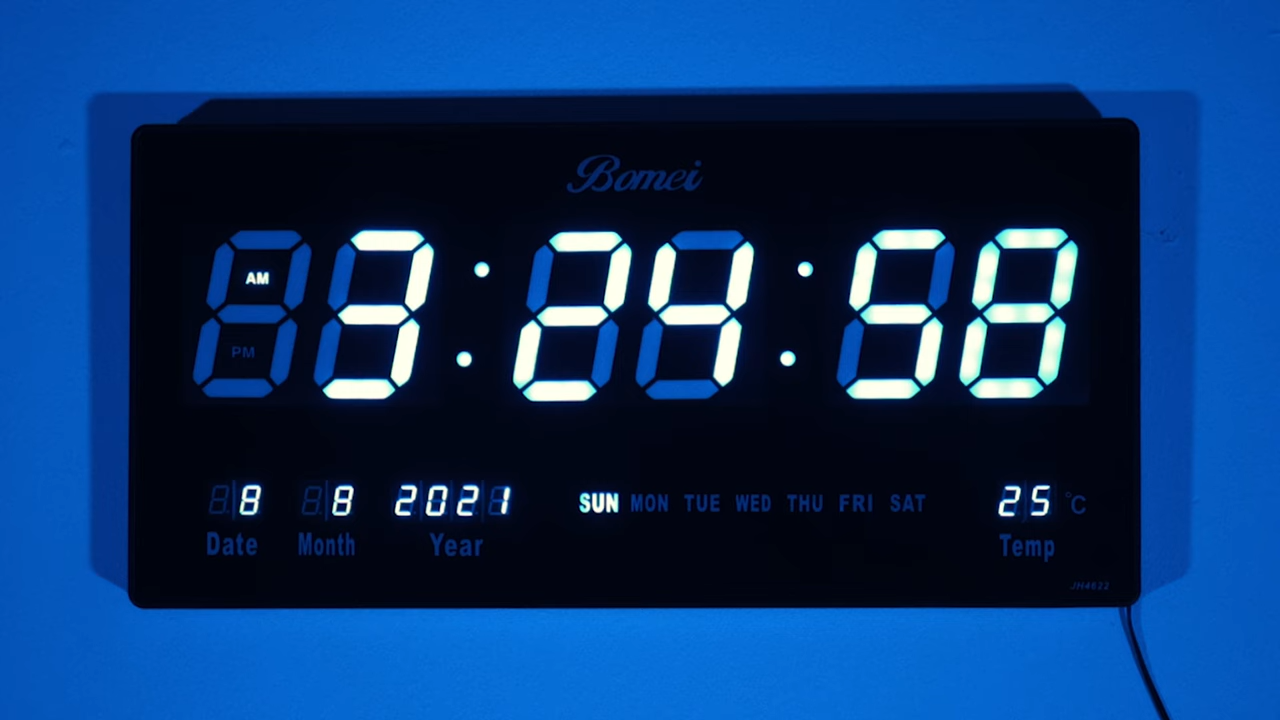 Bomei
AM
3:24:58
PM
8 8 2021 SUN MON TUE WED THU FRI SAT 25 °C
Date Month Year Temp
JH4622